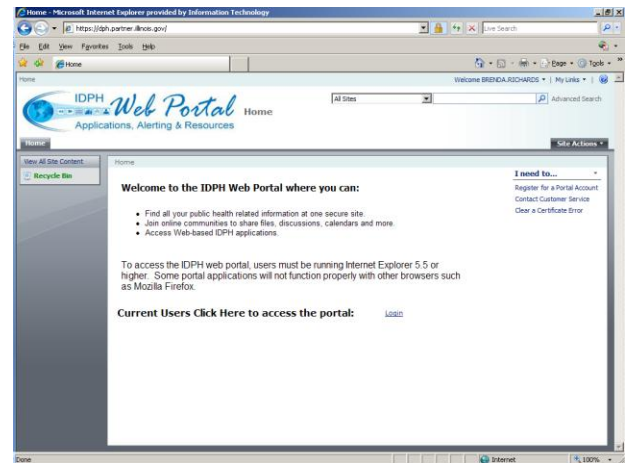 Home - Microsoft Internet Explorer provided by Information Technology
https://dph.partner.illinois.gov/
Live Search
File Edit View Favorites Tools Help
Home
Page Tools
Home
Welcome BRENDA.RICHARDS My Links
IDPH Web Portal Home
Applications, Alerting & Resources
All Sites
Advanced Search
Home
Site Actions
View All Site Content
Recycle Bin
Home
I need to...
Register for a Portal Account
Contact Customer Service
Clear a Certificate Error
Welcome to the IDPH Web Portal where you can:
• Find all your public health related information at one secure site.
• Join online communities to share files, discussions, calendars and more.
• Access Web-based IDPH applications.
To access the IDPH web portal, users must be running Internet Explorer 5.5 or
higher. Some portal applications will not function properly with other browsers such
as Mozilla Firefox.
Current Users Click Here to access the portal: Login
Done
Internet
100%